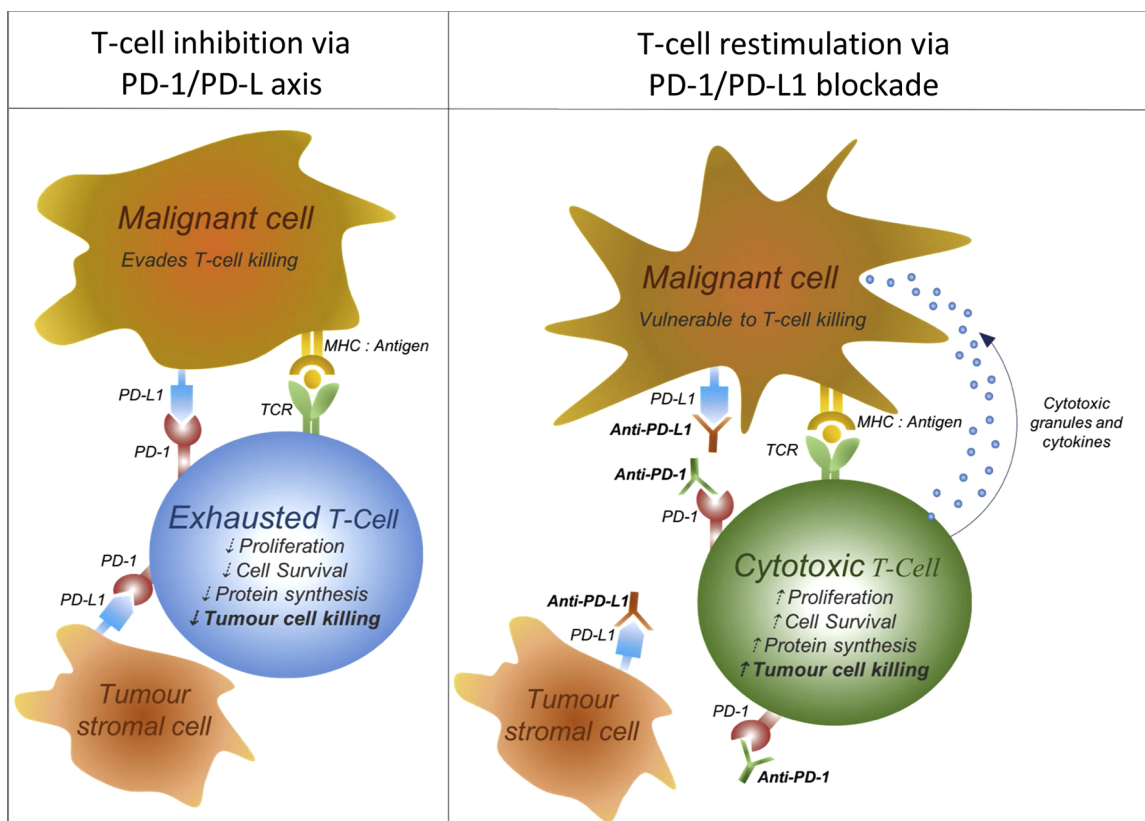 T-cell inhibition via
PD-1/PD-L axis
Malignant cell
Evades T-cell killing
MHC : Antigen
PD-L1
TCR
PD-1
Exhausted T-Cell
↓ Proliferation
↓ Cell Survival
↓ Protein synthesis
↓ Tumour cell killing
PD-1
PD-L1
Tumour
stromal cell
T-cell restimulation via
PD-1/PD-L1 blockade
Malignant cell
Vulnerable to T-cell killing
PD-L1
MHC : Antigen
Anti-PD-L1
TCR
Anti-PD-1
PD-1
Cytotoxic
granules and
cytokines
Cytotoxic T-Cell
↑ Proliferation
↑ Cell Survival
↑ Protein synthesis
↑ Tumour cell killing
Anti-PD-L1
PD-L1
Tumour
stromal cell
PD-1
Anti-PD-1